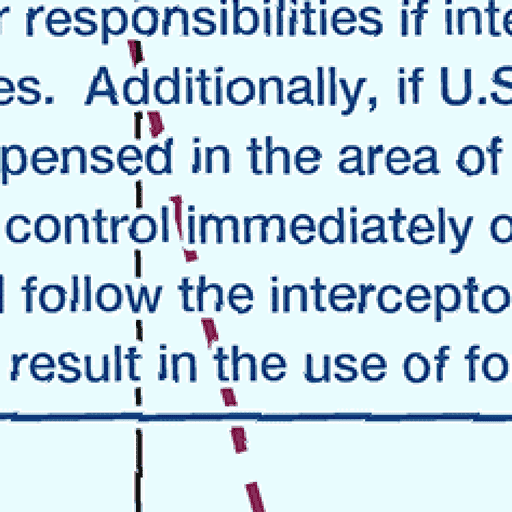 r responsibilities if inte
es. Additionally, if U.S
pensed in the area of
control immediately o
l follow the intercepto
result in the use of fo